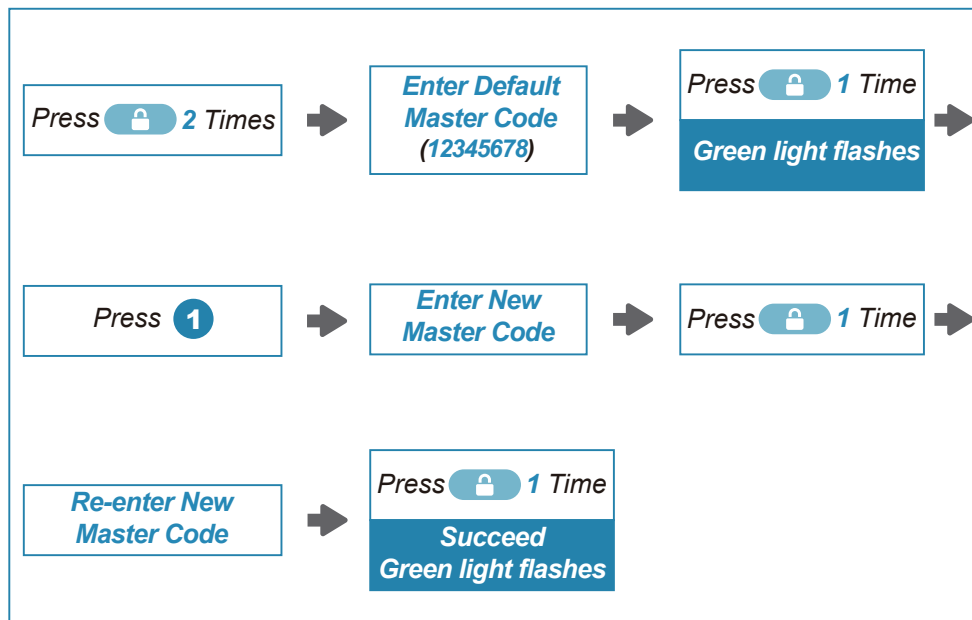 Press 2 Times
Enter Default
Master Code
(12345678)
Press 1 Time
Green light flashes
Press 1
Enter New
Master Code
Press 1 Time
Re-enter New
Master Code
Press 1 Time
Succeed
Green light flashes